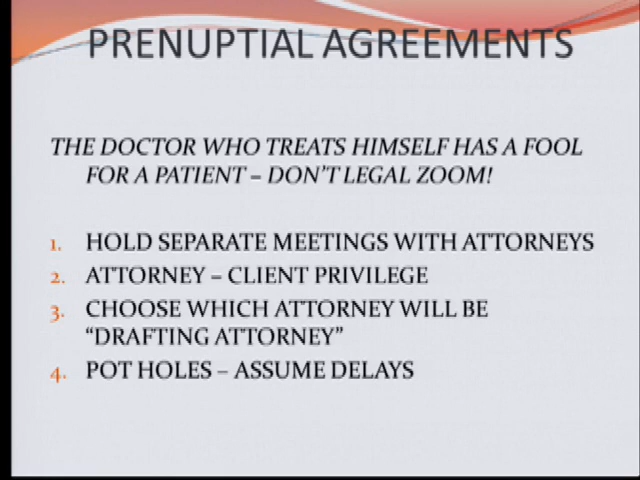 PRENUPTIAL AGREEMENTS
THE DOCTOR WHO TREATS HIMSELF HAS A FOOL
FOR A PATIENT – DON'T LEGAL ZOOM!
1. HOLD SEPARATE MEETINGS WITH ATTORNEYS
2. ATTORNEY – CLIENT PRIVILEGE
3. CHOOSE WHICH ATTORNEY WILL BE
“DRAFTING ATTORNEY”
4. POT HOLES – ASSUME DELAYS